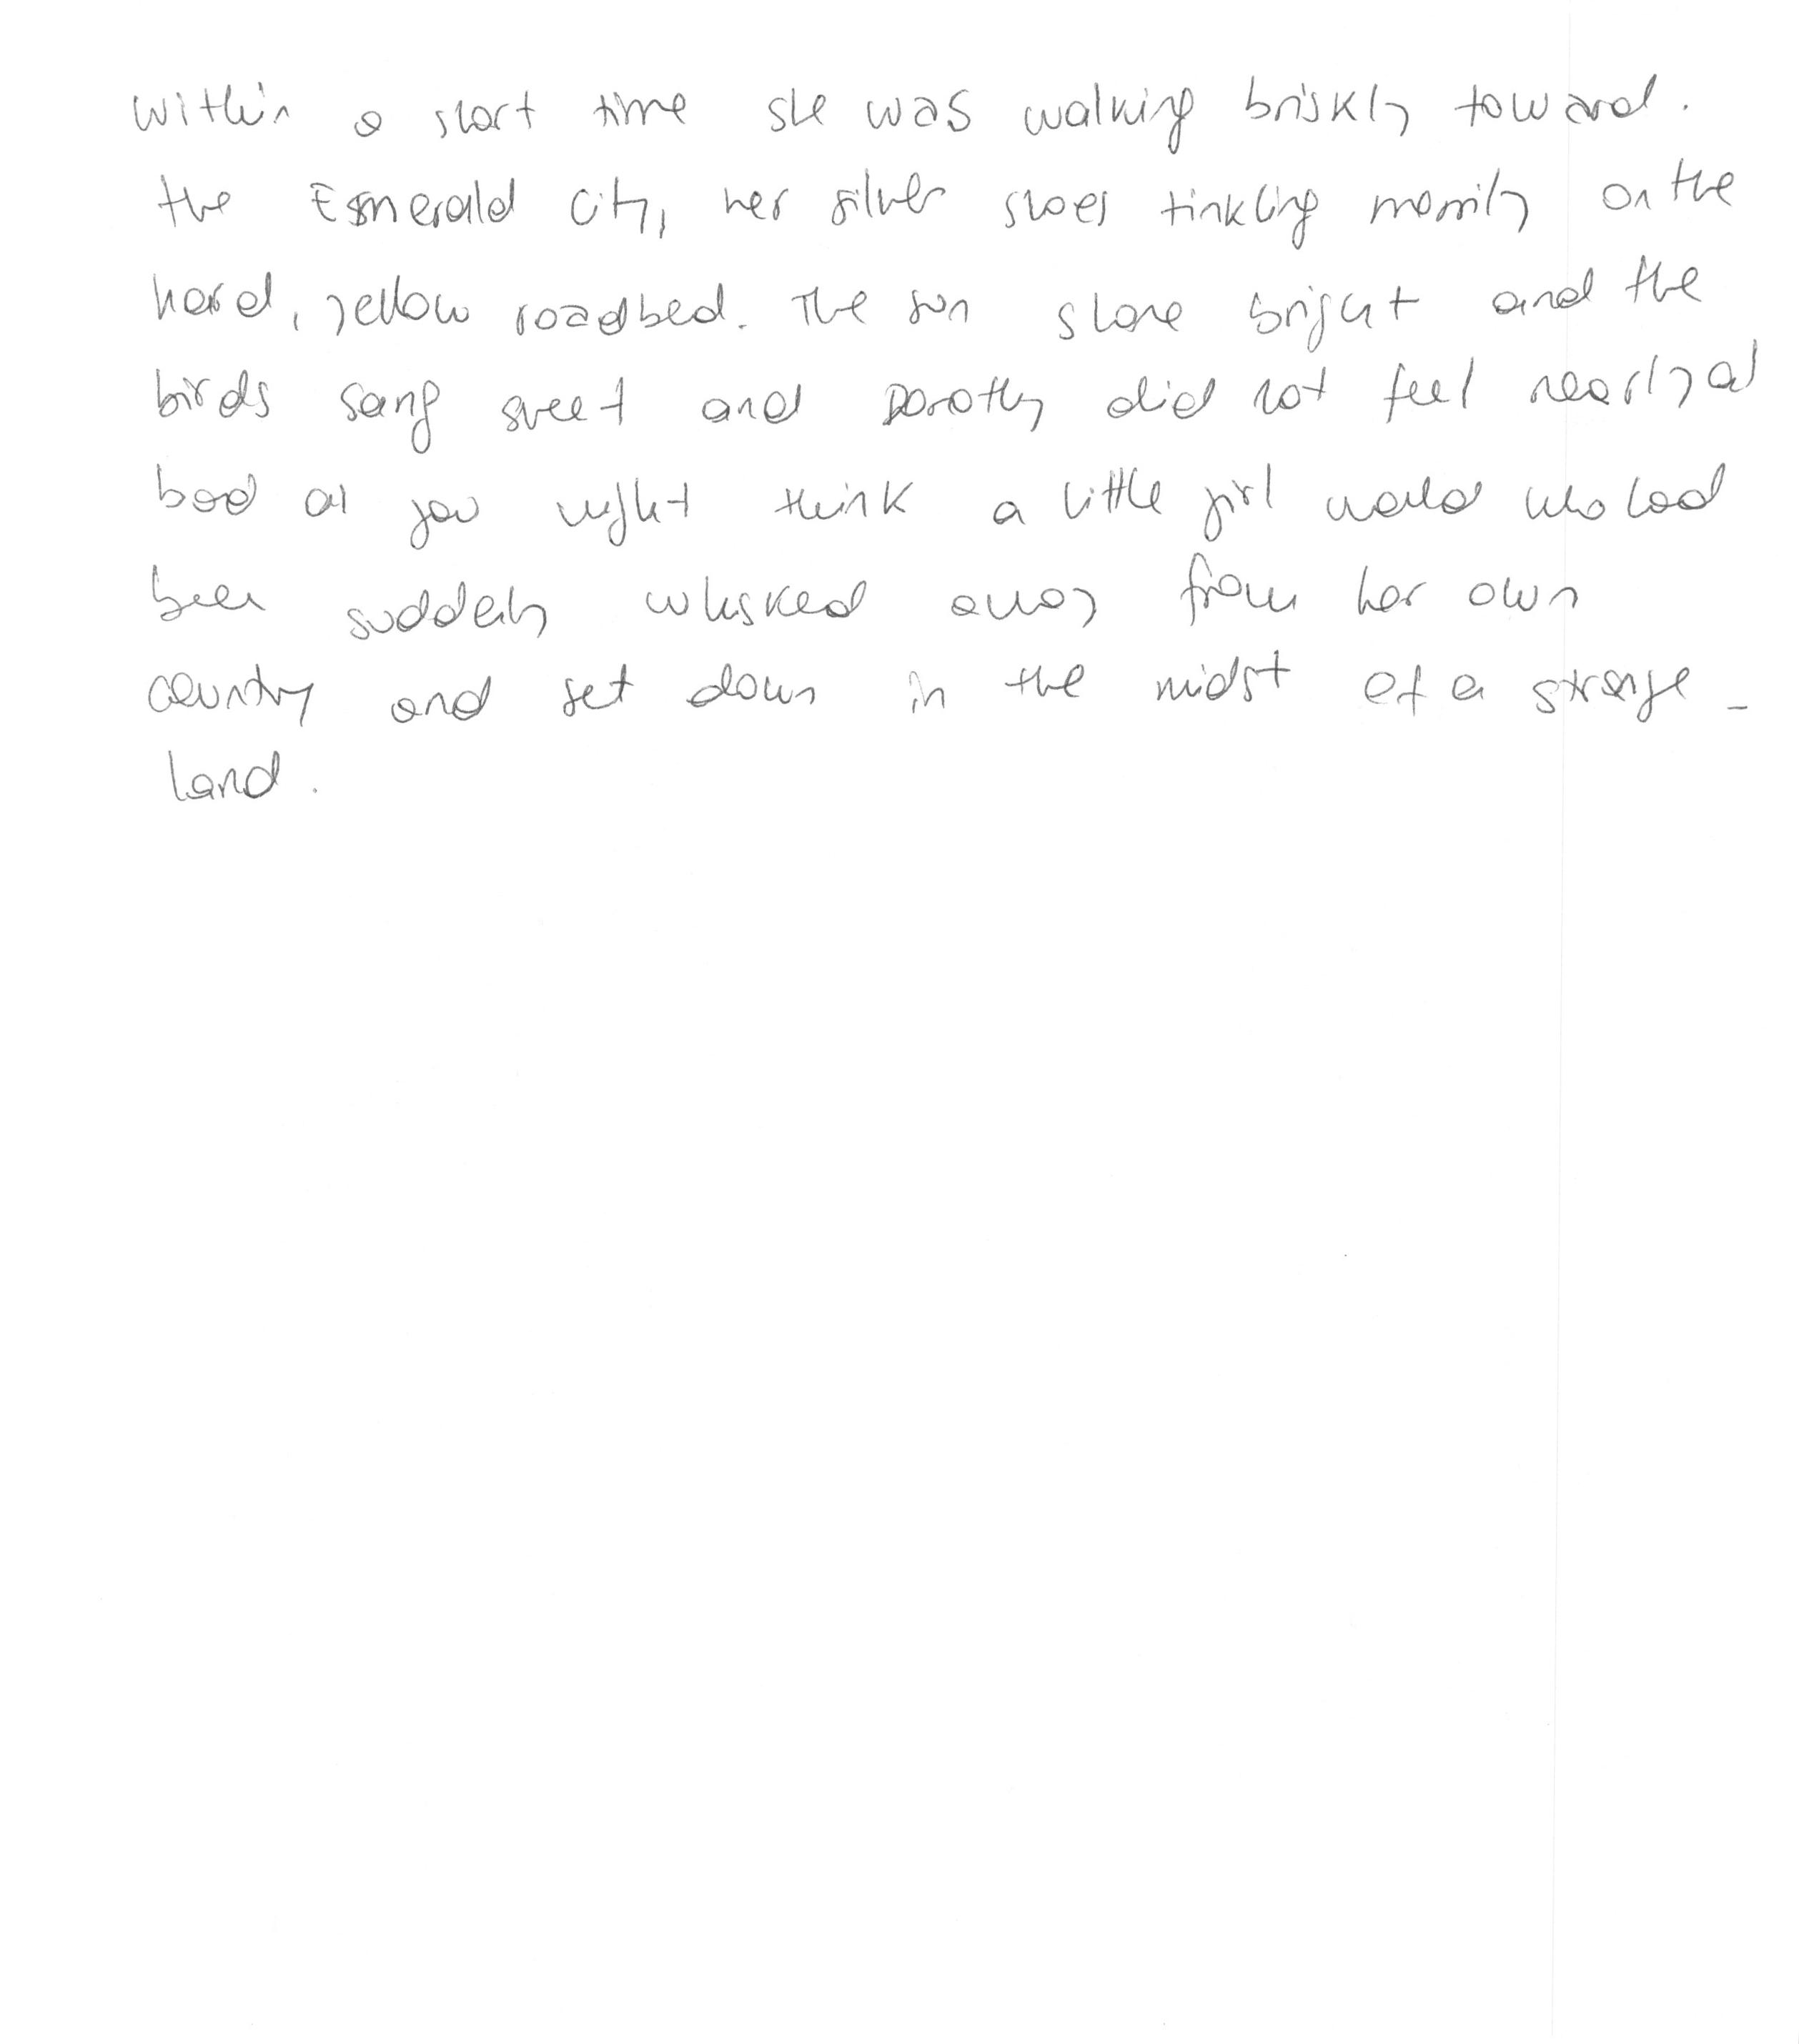 within a short time she was walking briskly toward.
the Esmerald City, her silver shoes tinkling merrily on the
hard, yellow roadbed. The sun shone bright and the
birds sang sweet and Dorothy did not feel nearly as
bad as you might think a little girl would who had
been suddenly whisked away from her own
country and set down in the midst of a strange -
land.